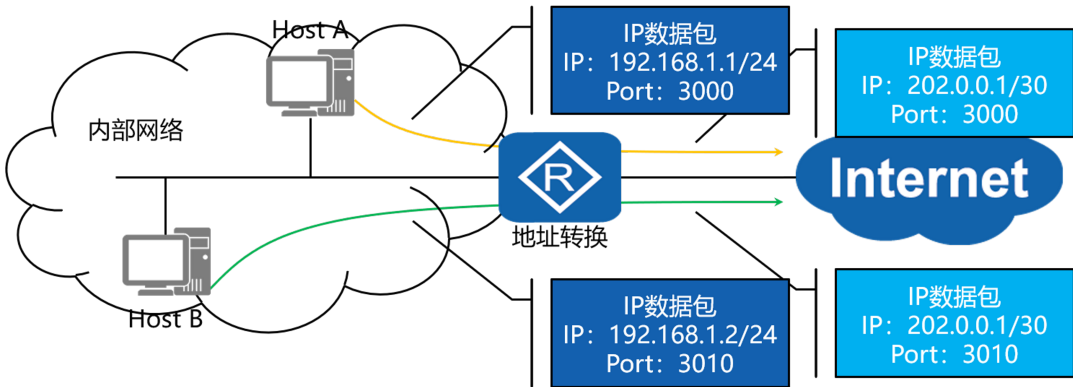 Host A
IP数据包
IP：192.168.1.1/24
Port：3000
IP数据包
IP：202.0.0.1/30
Port：3000
内部网络
R
Internet
地址转换
Host B
IP数据包
IP：192.168.1.2/24
Port：3010
IP数据包
IP：202.0.0.1/30
Port：3010